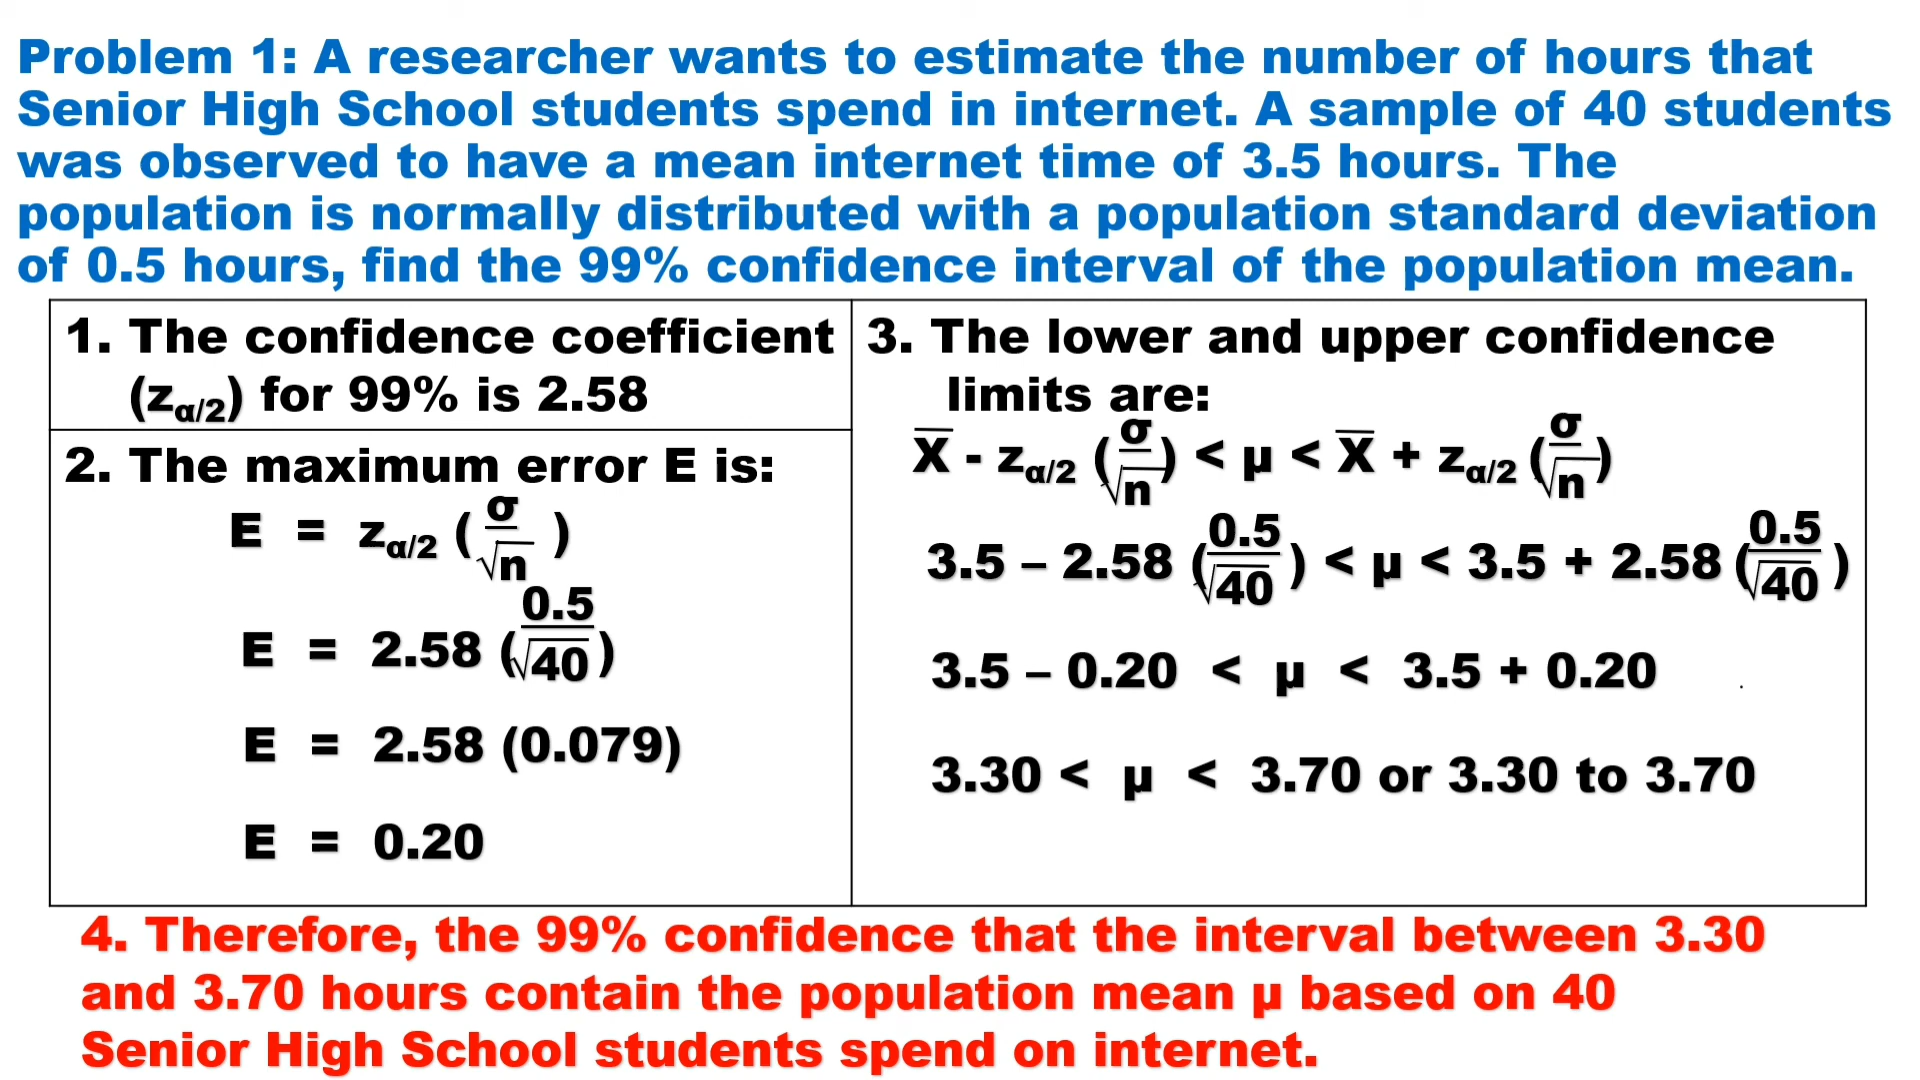 Problem 1: A researcher wants to estimate the number of hours that
Senior High School students spend in internet. A sample of 40 students
was observed to have a mean internet time of 3.5 hours. The
population is normally distributed with a population standard deviation
of 0.5 hours, find the 99% confidence interval of the population mean.
1. The confidence coefficient
(zα/2) for 99% is 2.58
2. The maximum error E is:
E = zα/2 (σ/√n)
E = 2.58 (0.5/√40)
E = 2.58 (0.079)
E = 0.20
3. The lower and upper confidence
limits are:
X̅ - zα/2 (σ/√n) < μ < X̅ + zα/2 (σ/√n)
3.5 – 2.58 (0.5/√40) < μ < 3.5 + 2.58 (0.5/√40)
3.5 – 0.20 < μ < 3.5 + 0.20
3.30 < μ < 3.70 or 3.30 to 3.70
4. Therefore, the 99% confidence that the interval between 3.30
and 3.70 hours contain the population mean μ based on 40
Senior High School students spend on internet.